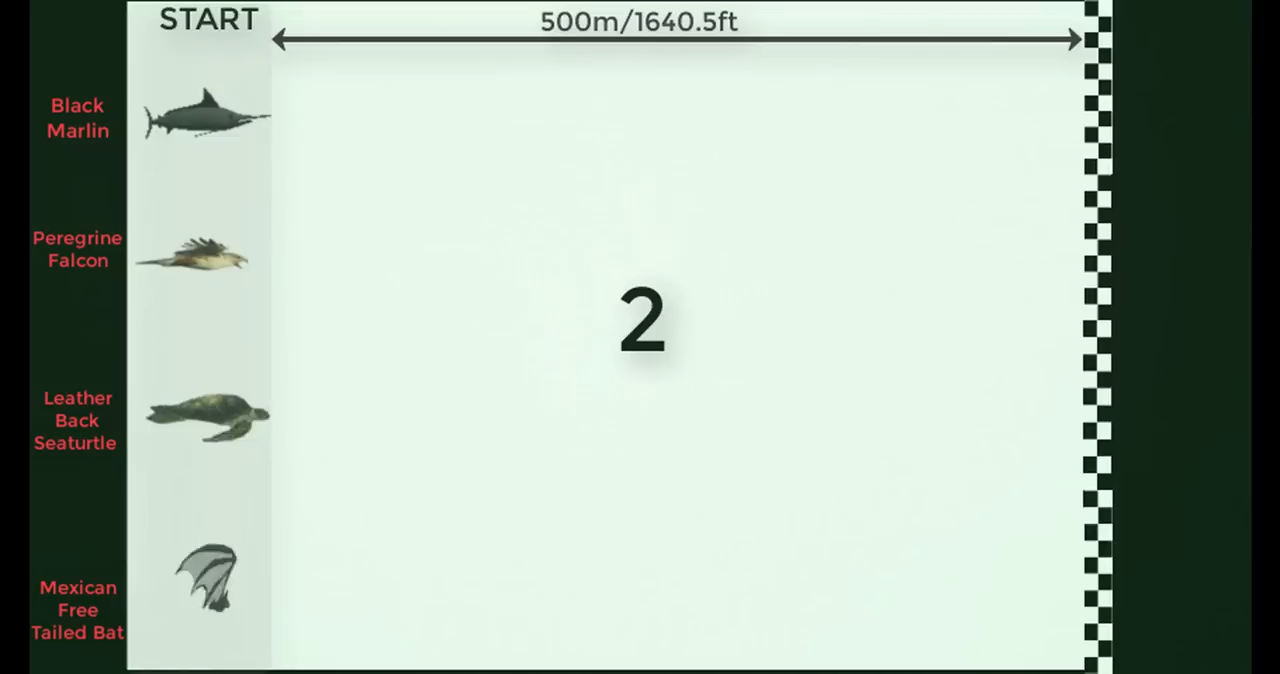 START
500m/1640.5ft
Black
Marlin
Peregrine
Falcon
2
Leather
Back
Seaturtle
Mexican
Free
Tailed Bat